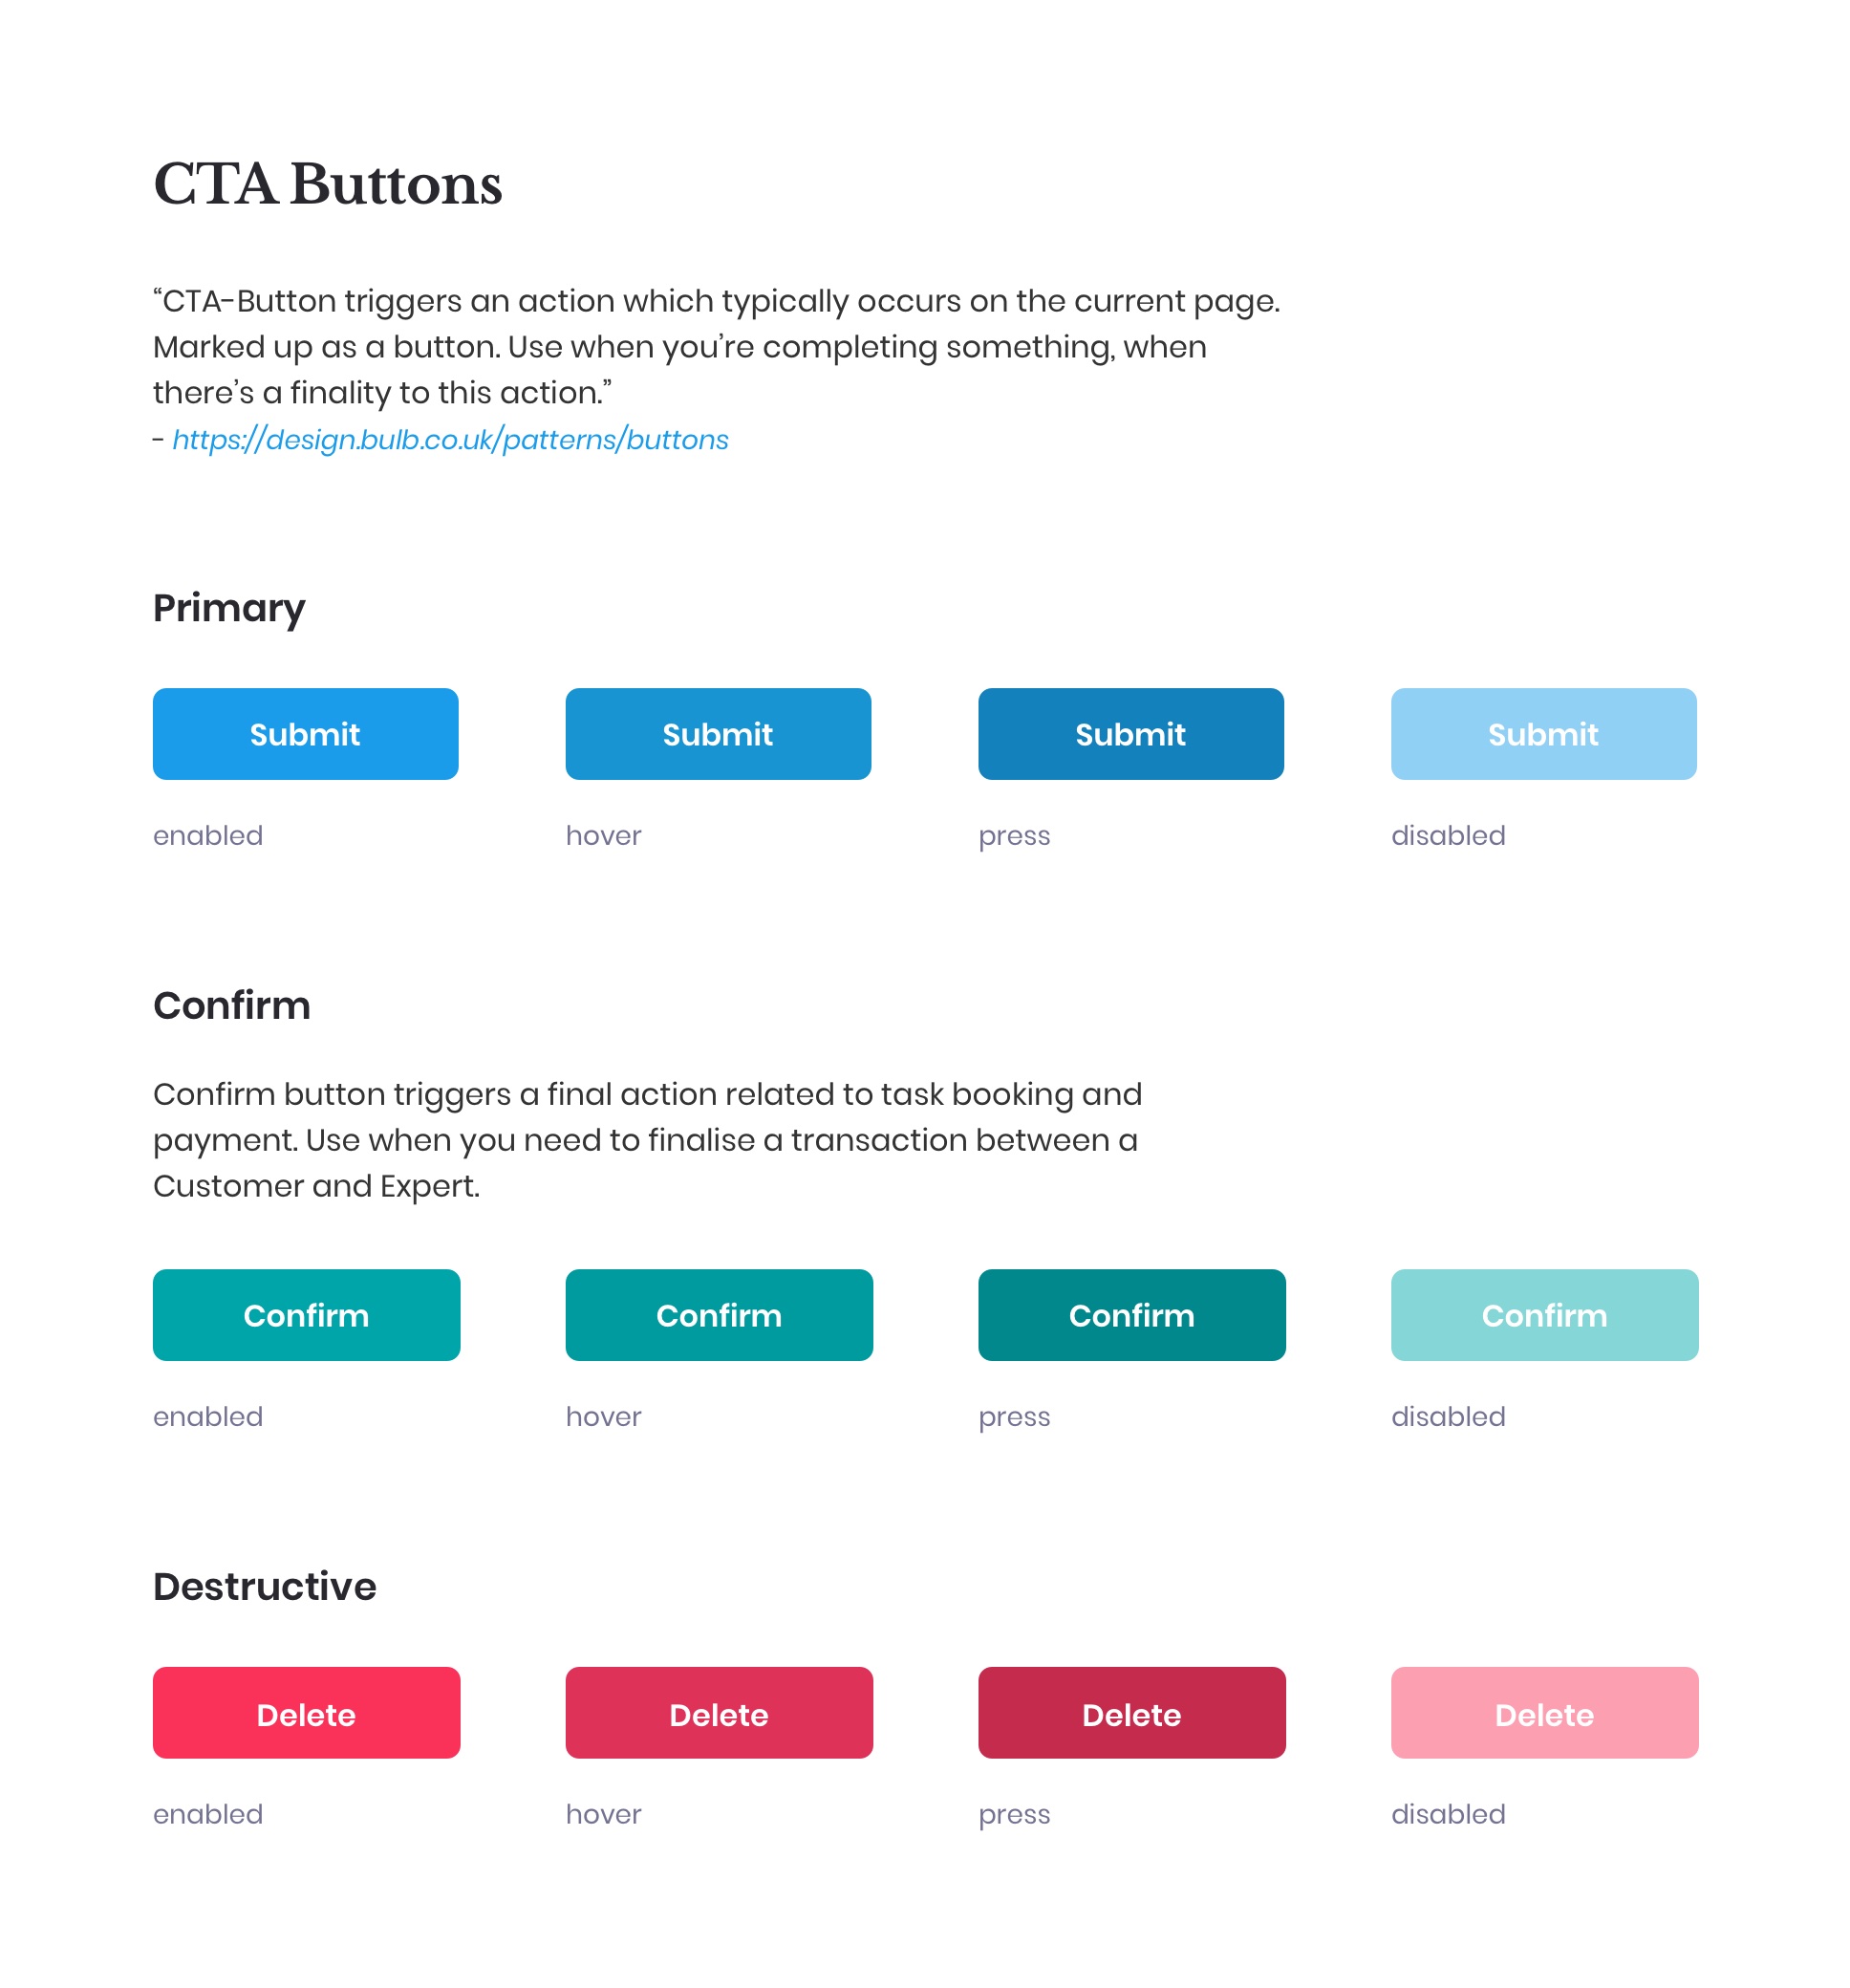 CTA Buttons
“CTA-Button triggers an action which typically occurs on the current page.
Marked up as a button. Use when you’re completing something, when
there’s a finality to this action.”
- https://design.bulb.co.uk/patterns/buttons
Primary
Submit Submit Submit Submit
enabled hover press disabled
Confirm
Confirm button triggers a final action related to task booking and
payment. Use when you need to finalise a transaction between a
Customer and Expert.
Confirm Confirm Confirm Confirm
enabled hover press disabled
Destructive
Delete Delete Delete Delete
enabled hover press disabled